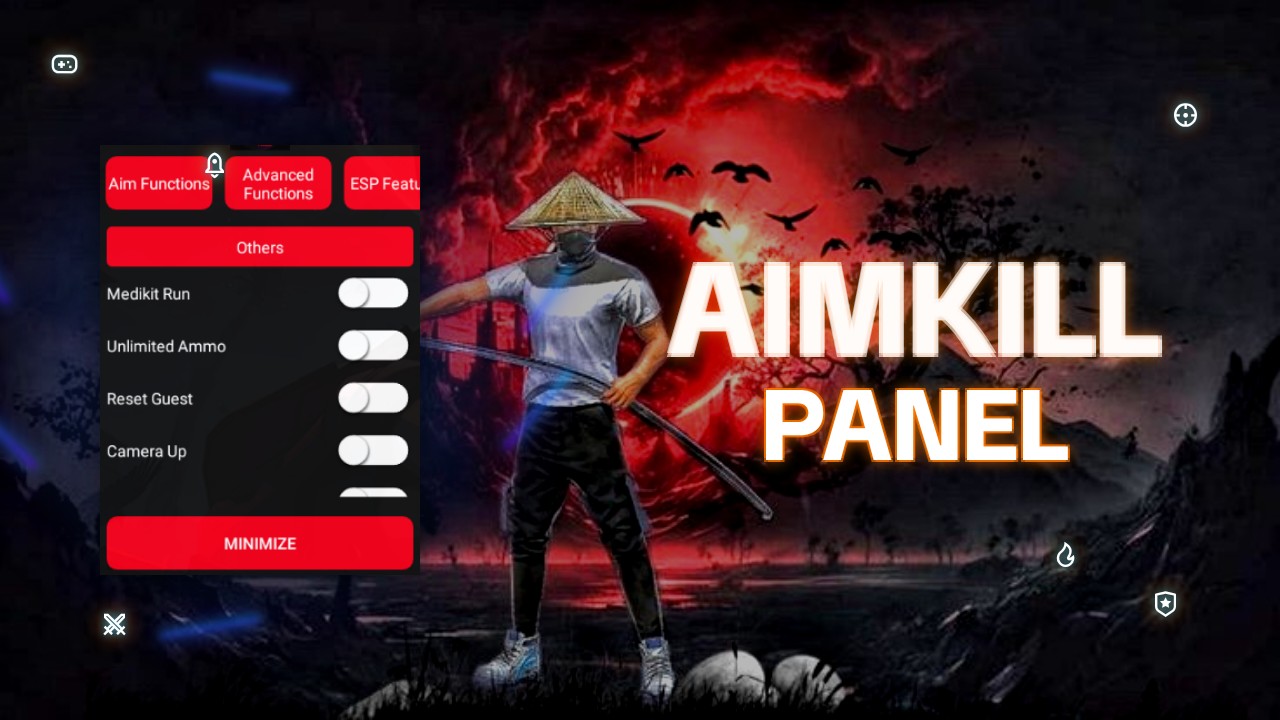 Aim Functions
Advanced
Functions
ESP Featu
Others
Medikit Run
Unlimited Ammo
Reset Guest
Camera Up
MINIMIZE
AIMKILL
PANEL